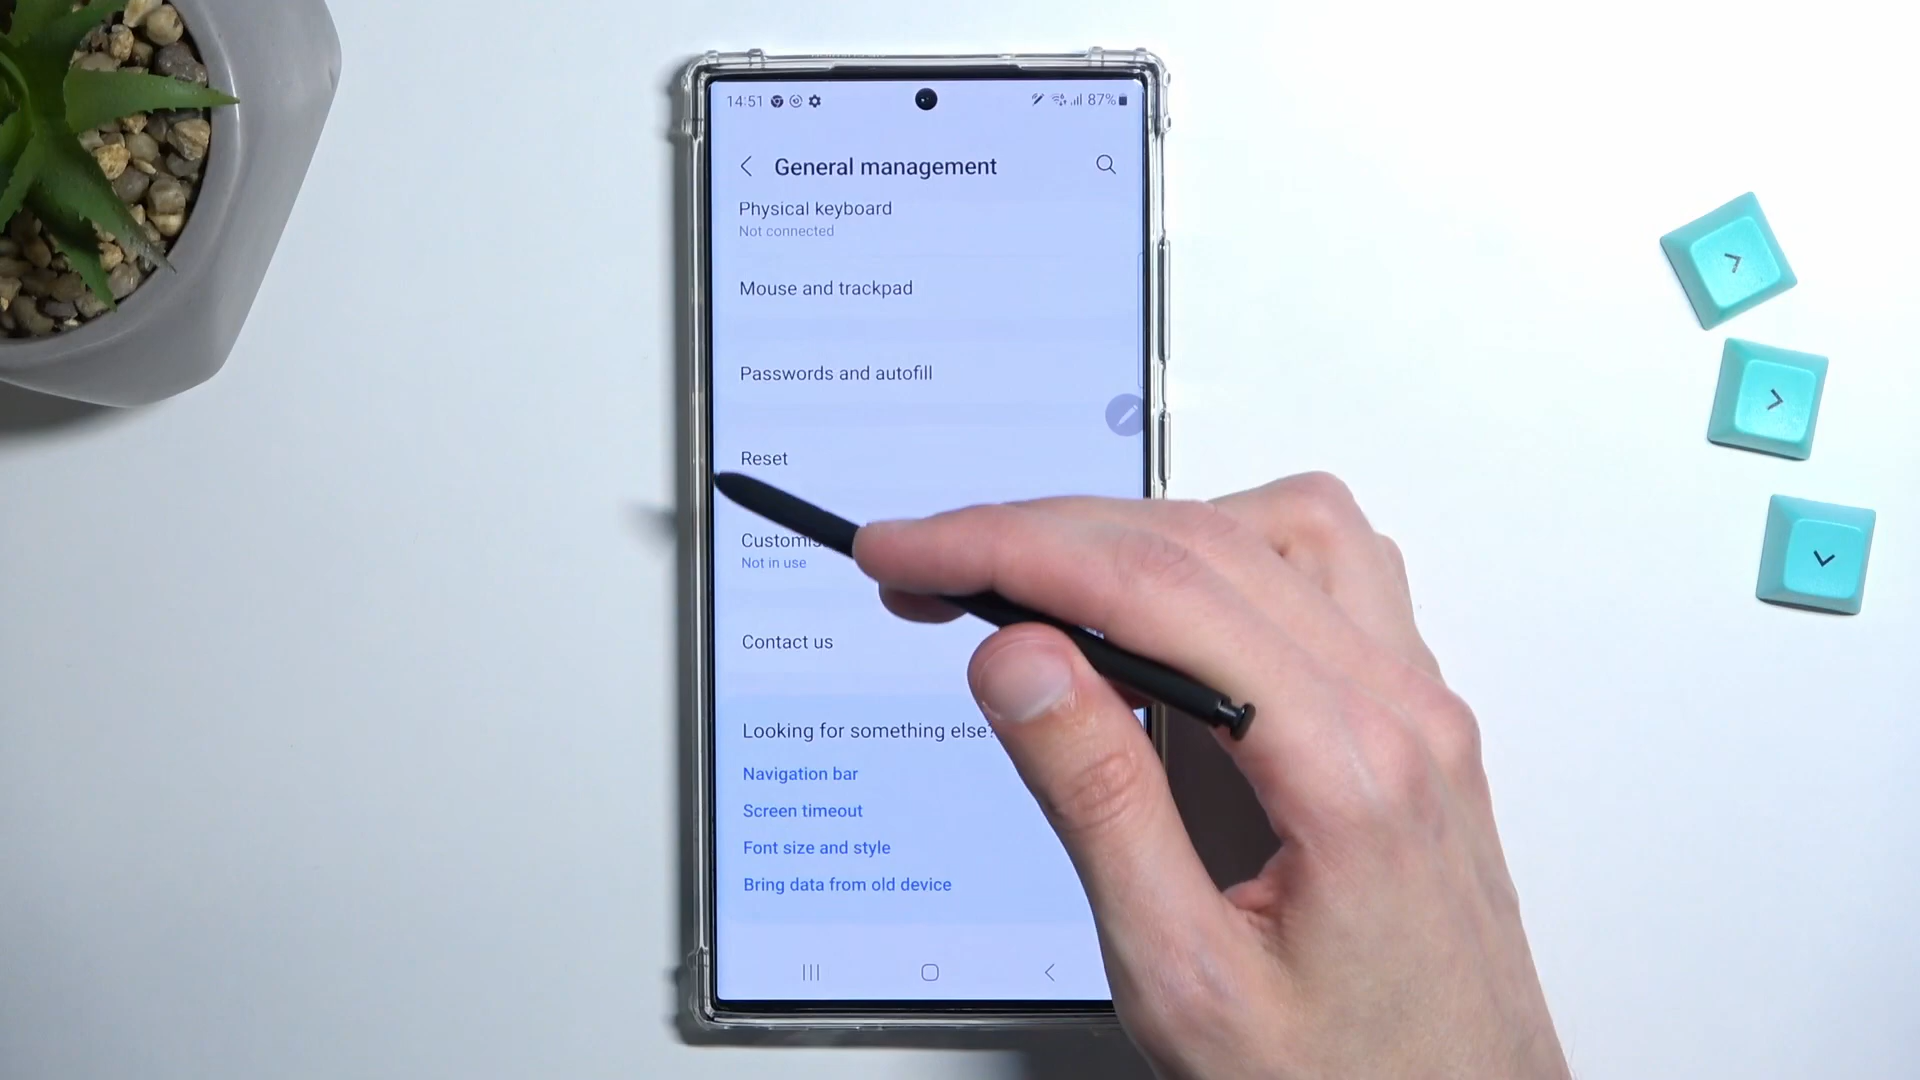 14:51
87%
General management
Physical keyboard
Not connected
Mouse and trackpad
Passwords and autofill
Reset
Not in use
Contact us
Looking for something else?
Navigation bar
Screen timeout
Font size and style
Bring data from old device